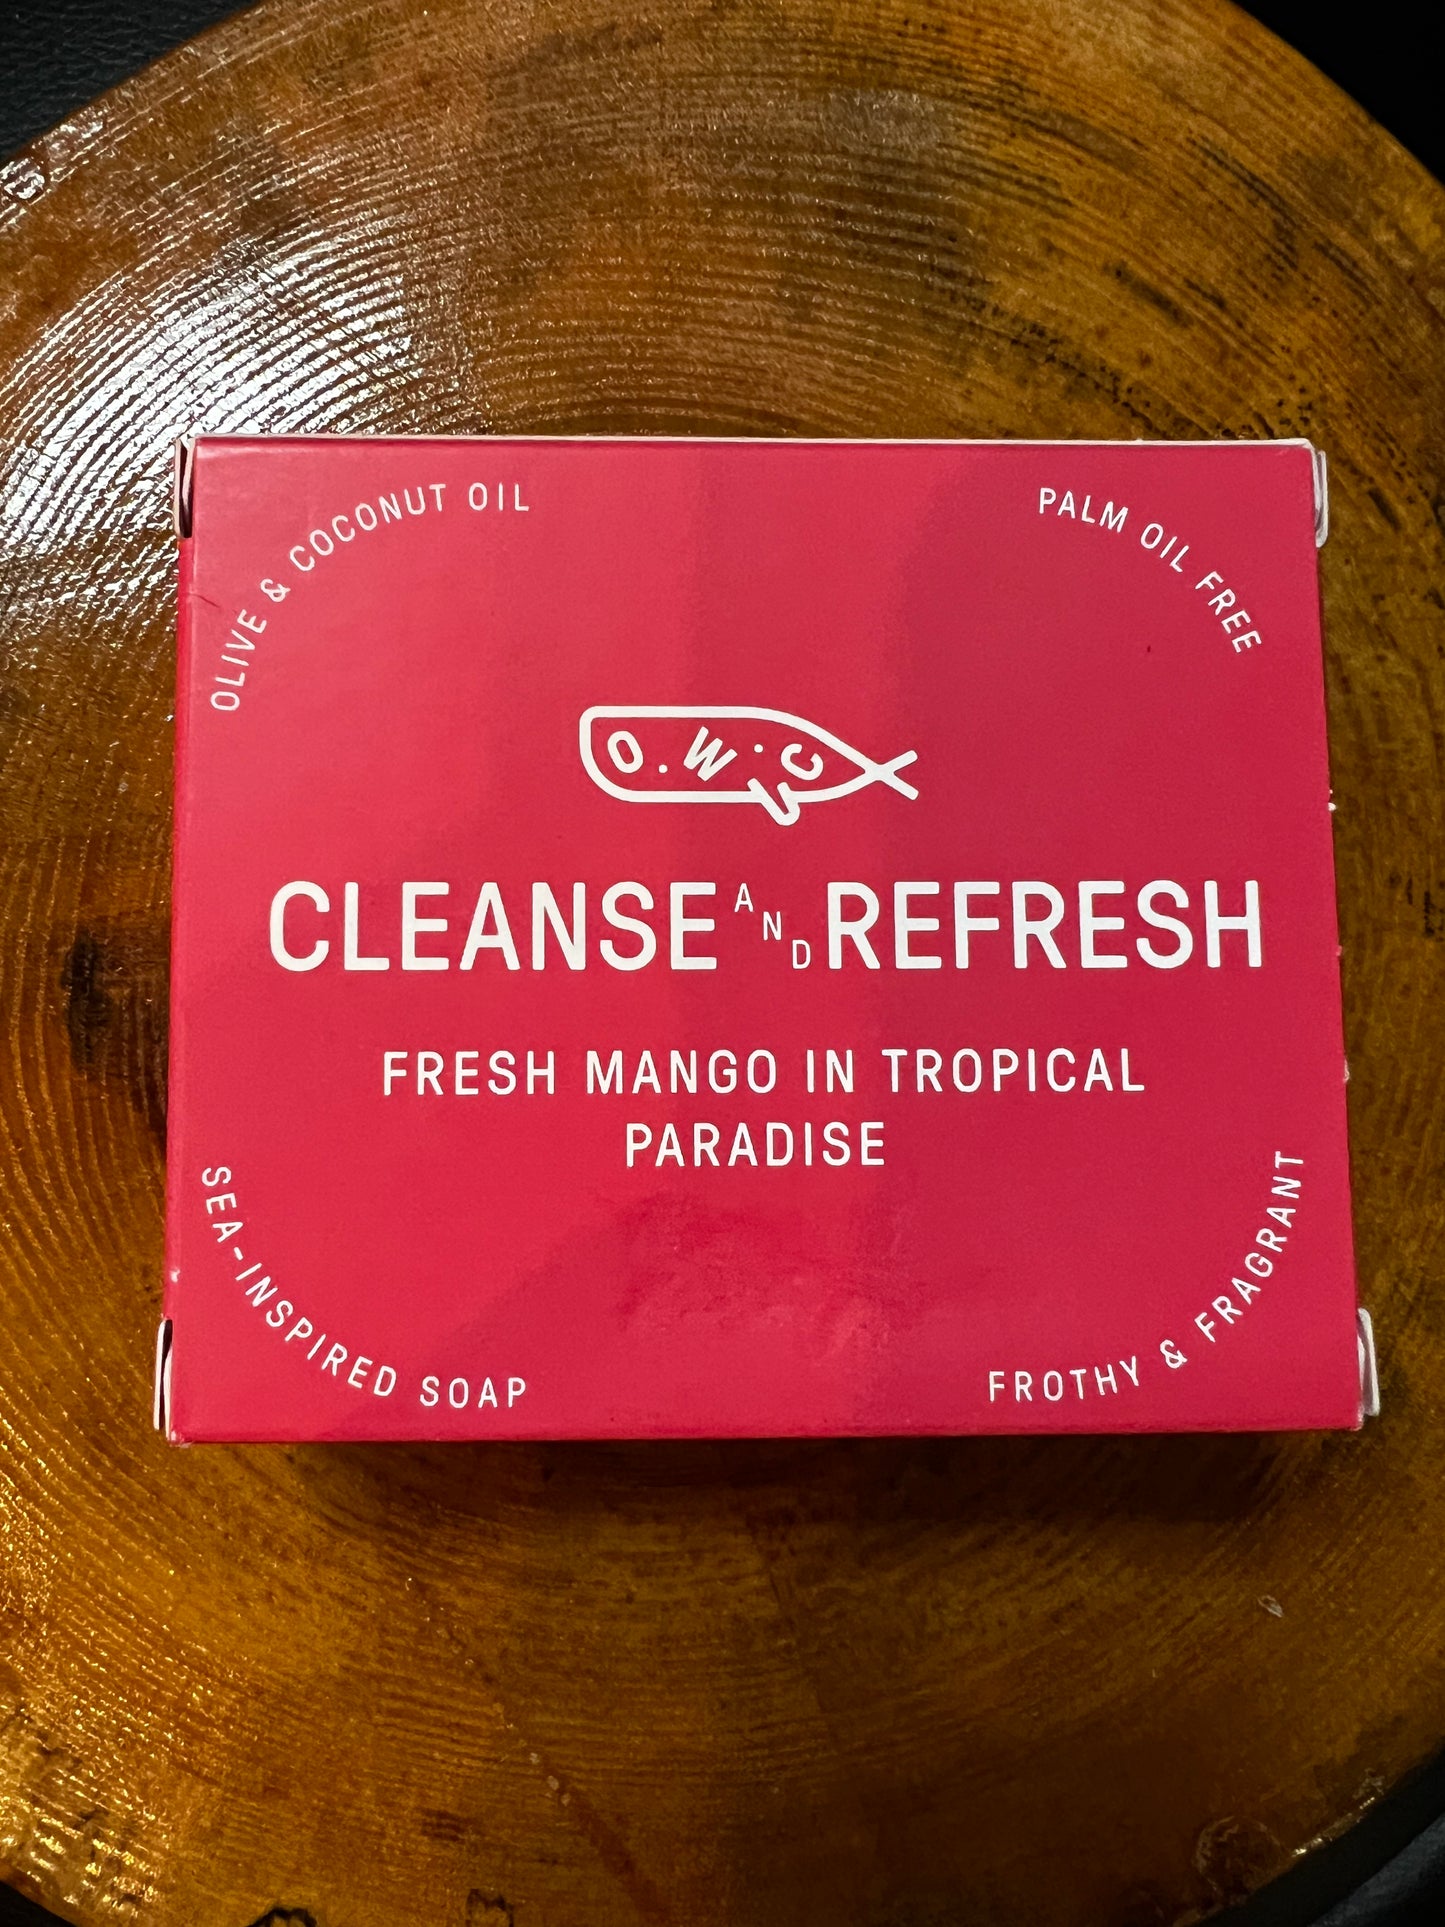 OLIVE & COCONUT OIL
PALM OIL FREE
O.W.C
CLEANSE AND REFRESH
FRESH MANGO IN TROPICAL
PARADISE
SEA-INSPIRED SOAP
FROTHY & FRAGRANT